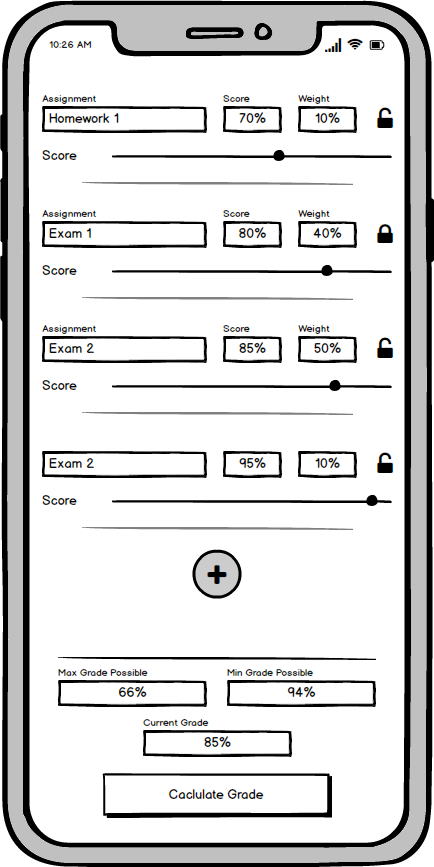 10:26 AM
Assignment Score Weight
Homework 1 70% 10%
Score
Assignment Score Weight
Exam 1 80% 40%
Score
Assignment Score Weight
Exam 2 85% 50%
Score
Exam 2 95% 10%
Score
Max Grade Possible Min Grade Possible
66% 94%
Current Grade
85%
Caclulate Grade